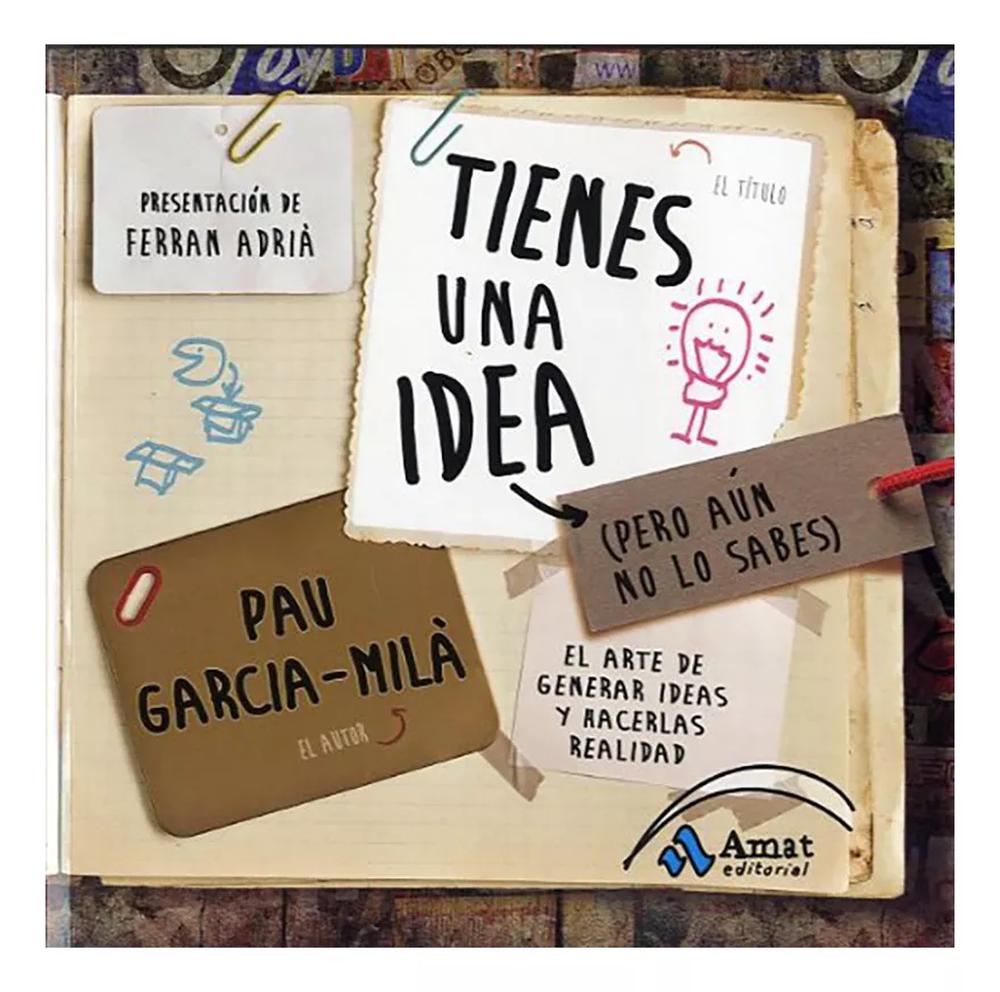 PRESENTACIÓN DE
FERRAN ADRIÀ
EL TÍTULO
TIENES
UNA
IDEA
(PERO AÚN
NO LO SABES)
PAU
GARCIA-MILÀ
EL AUTOR
EL ARTE DE
GENERAR IDEAS
Y HACERLAS
REALIDAD
Amat
editorial